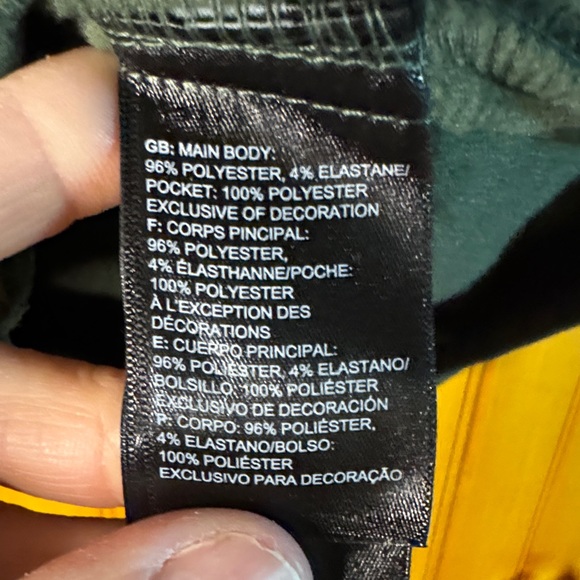 GB: MAIN BODY:
96% POLYESTER, 4% ELASTANE/
POCKET: 100% POLYESTER
EXCLUSIVE OF DECORATION
F: CORPS PINCIPAL:
96% POLYESTER,
4% ÉLASTHANNE/POCHE:
100% POLYESTER
À L'EXCEPTION DES
DÉCORATIONS
E: CUERPO PRINCIPAL:
96% POLIÉSTER, 4% ELASTANO/
BOLSILLO: 100% POLIÉSTER
EXCLUSIVO DE DECORACIÓN
P: CORPO: 96% POLIÉSTER,
4% ELASTANO/BOLSO:
100% POLIÉSTER
EXCLUSIVO PARA DECORAÇÃO